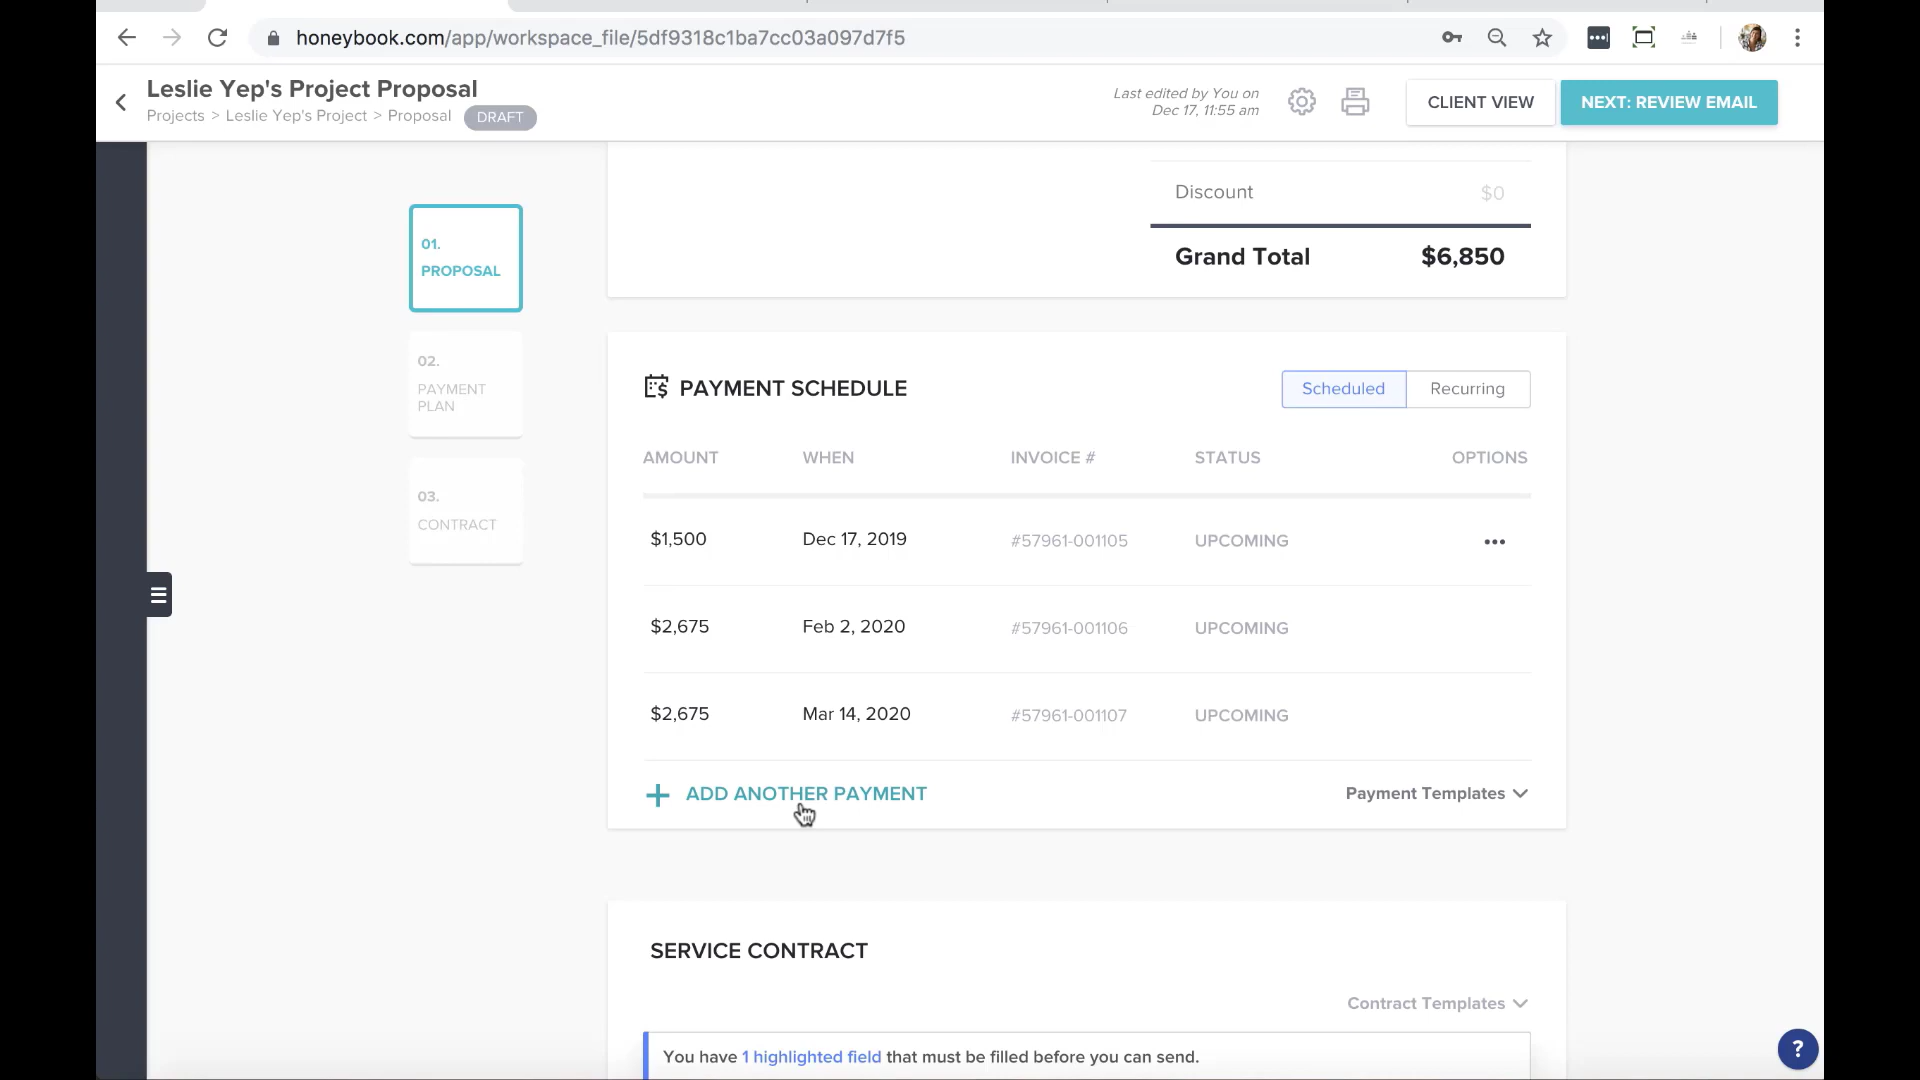 honeybook.com/app/workspace_file/5df9318c1ba7cc03a097d7f5
Leslie Yep's Project Proposal
Projects > Leslie Yep's Project > Proposal DRAFT
Last edited by You on
Dec 17, 11:55 am
CLIENT VIEW
NEXT: REVIEW EMAIL
01.
PROPOSAL
02.
PAYMENT
PLAN
03.
CONTRACT
Discount $0
Grand Total $6,850
PAYMENT SCHEDULE
Scheduled Recurring
AMOUNT WHEN INVOICE # STATUS OPTIONS
$1,500 Dec 17, 2019 #57961-001105 UPCOMING
$2,675 Feb 2, 2020 #57961-001106 UPCOMING
$2,675 Mar 14, 2020 #57961-001107 UPCOMING
+ ADD ANOTHER PAYMENT Payment Templates
SERVICE CONTRACT
Contract Templates
You have 1 highlighted field that must be filled before you can send.
?